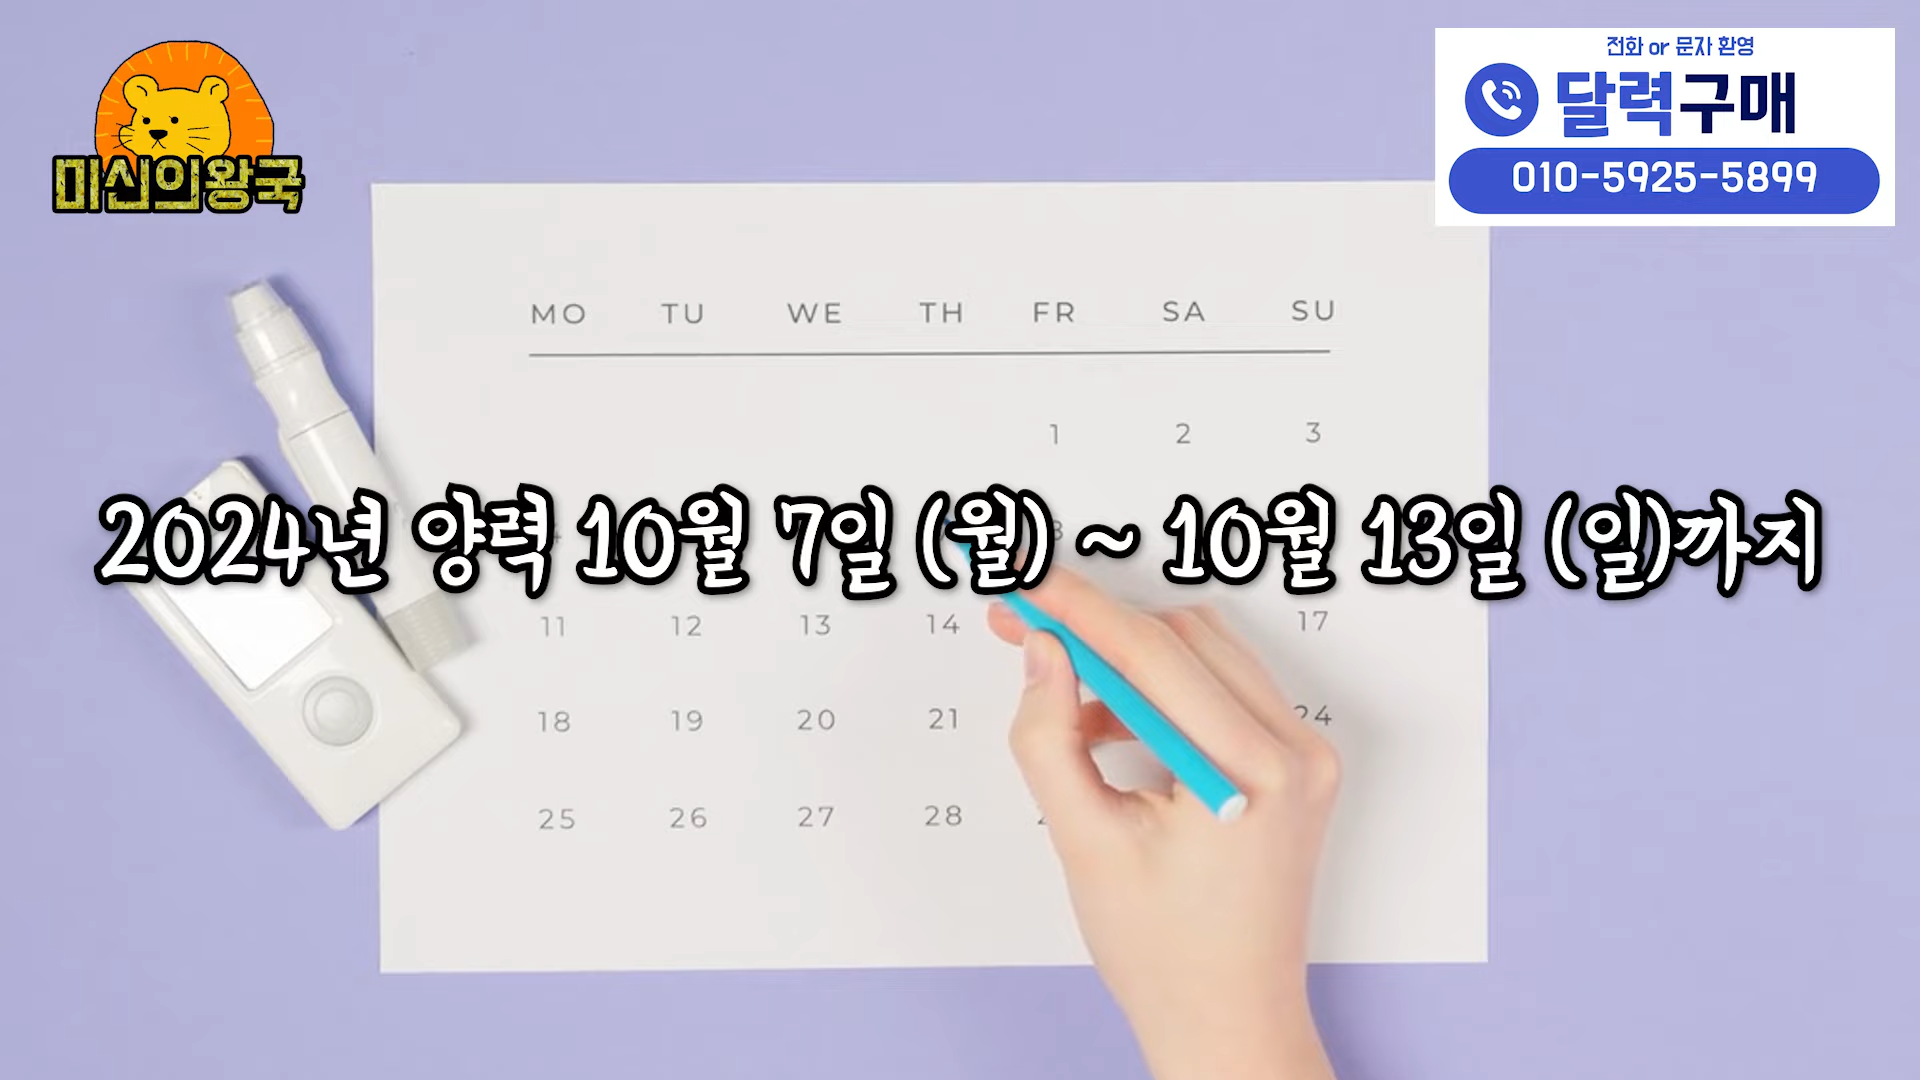 미신의왕국
전화 or 문자 환영
달력구매
010-5925-5899
MO TU WE TH FR SA SU
1 2 3
2024년 양력 10월 7일 (월) ~ 10월 13일 (일)까지
11 12 13 14 17
18 19 20 21 24
25 26 27 28